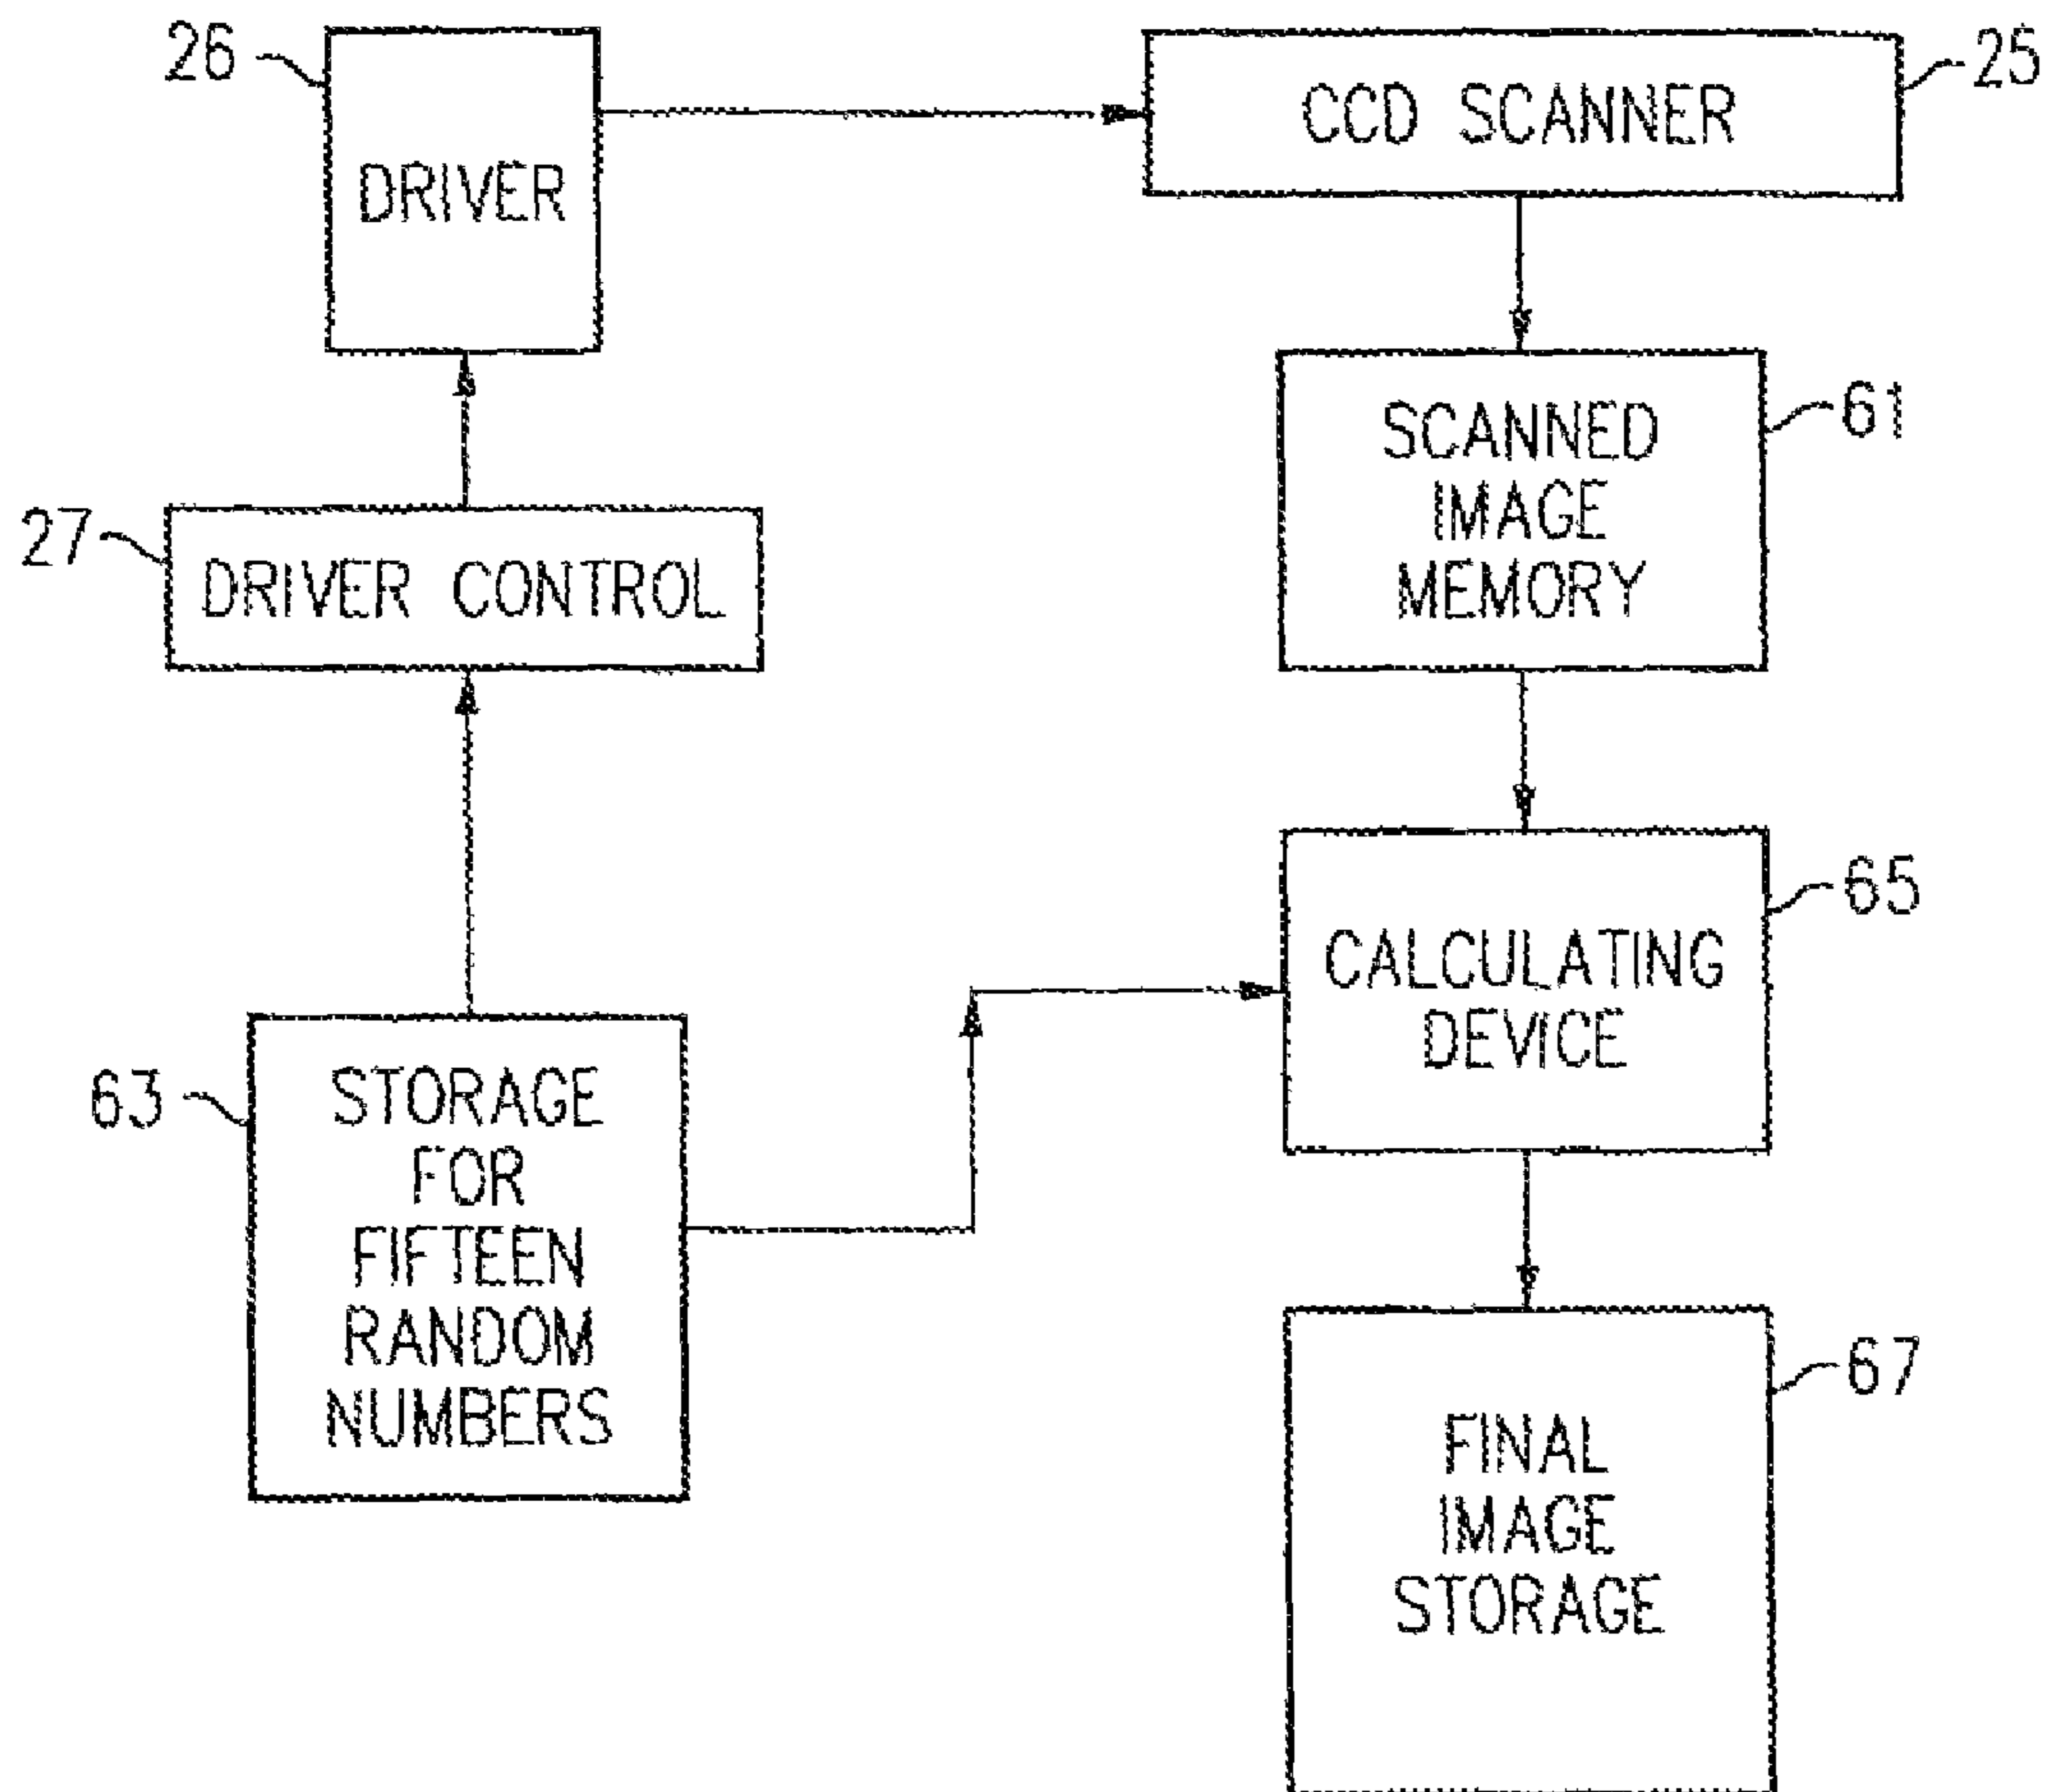 26
DRIVER
CCD SCANNER
25
SCANNED
IMAGE
MEMORY
61
27
DRIVER CONTROL
65
CALCULATING
DEVICE
63
STORAGE
FOR
FIFTEEN
RANDOM
NUMBERS
67
FINAL
IMAGE
STORAGE